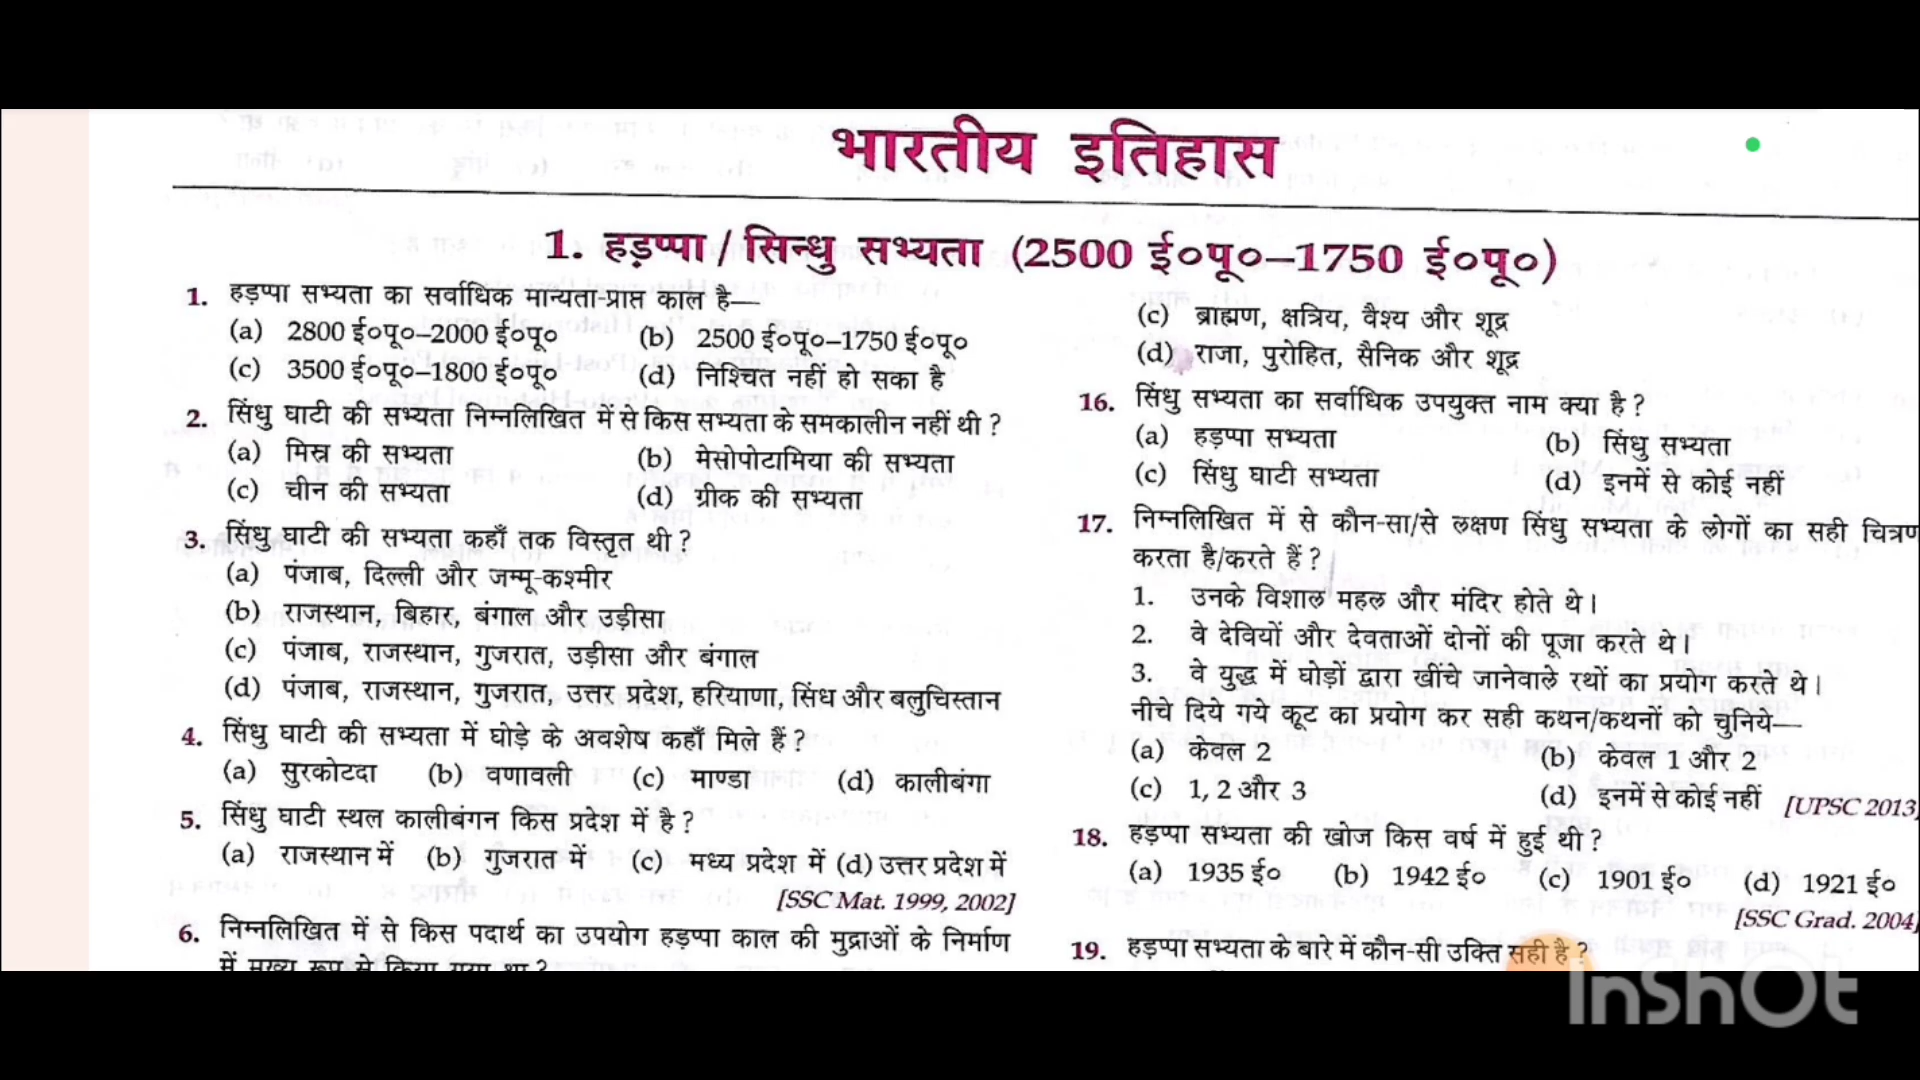 भारतीय इतिहास
1. हड़प्पा / सिन्धु सभ्यता (2500 ई०पू०–1750 ई०पू०)
1. हड़प्पा सभ्यता का सर्वाधिक मान्यता-प्राप्त काल है—
(a) 2800 ई०पू०–2000 ई०पू० (b) 2500 ई०पू०–1750 ई०पू०
(c) 3500 ई०पू०–1800 ई०पू० (d) निश्चित नहीं हो सका है
2. सिंधु घाटी की सभ्यता निम्नलिखित में से किस सभ्यता के समकालीन नहीं थी ?
(a) मिस्र की सभ्यता (b) मेसोपोटामिया की सभ्यता
(c) चीन की सभ्यता (d) ग्रीक की सभ्यता
3. सिंधु घाटी की सभ्यता कहाँ तक विस्तृत थी ?
(a) पंजाब, दिल्ली और जम्मू-कश्मीर
(b) राजस्थान, बिहार, बंगाल और उड़ीसा
(c) पंजाब, राजस्थान, गुजरात, उड़ीसा और बंगाल
(d) पंजाब, राजस्थान, गुजरात, उत्तर प्रदेश, हरियाणा, सिंध और बलुचिस्तान
4. सिंधु घाटी की सभ्यता में घोड़े के अवशेष कहाँ मिले हैं ?
(a) सुरकोटदा (b) वणावली (c) माण्डा (d) कालीबंगा
5. सिंधु घाटी स्थल कालीबंगन किस प्रदेश में है ?
(a) राजस्थान में (b) गुजरात में (c) मध्य प्रदेश में (d) उत्तर प्रदेश में
[SSC Mat. 1999, 2002]
6. निम्नलिखित में से किस पदार्थ का उपयोग हड़प्पा काल की मुद्राओं के निर्माण
में मुख्य रूप से किया गया था ?
(c) ब्राह्मण, क्षत्रिय, वैश्य और शूद्र
(d) राजा, पुरोहित, सैनिक और शूद्र
16. सिंधु सभ्यता का सर्वाधिक उपयुक्त नाम क्या है ?
(a) हड़प्पा सभ्यता (b) सिंधु सभ्यता
(c) सिंधु घाटी सभ्यता (d) इनमें से कोई नहीं
17. निम्नलिखित में से कौन-सा/से लक्षण सिंधु सभ्यता के लोगों का सही चित्रण
करता है/करते हैं ?
1. उनके विशाल महल और मंदिर होते थे।
2. वे देवियों और देवताओं दोनों की पूजा करते थे।
3. वे युद्ध में घोड़ों द्वारा खींचे जानेवाले रथों का प्रयोग करते थे।
नीचे दिये गये कूट का प्रयोग कर सही कथन/कथनों को चुनिये—
(a) केवल 2 (b) केवल 1 और 2
(c) 1, 2 और 3 (d) इनमें से कोई नहीं [UPSC 2013]
18. हड़प्पा सभ्यता की खोज किस वर्ष में हुई थी ?
(a) 1935 ई० (b) 1942 ई० (c) 1901 ई० (d) 1921 ई०
[SSC Grad. 2004]
19. हड़प्पा सभ्यता के बारे में कौन-सी उक्ति सही है ?
InShOt